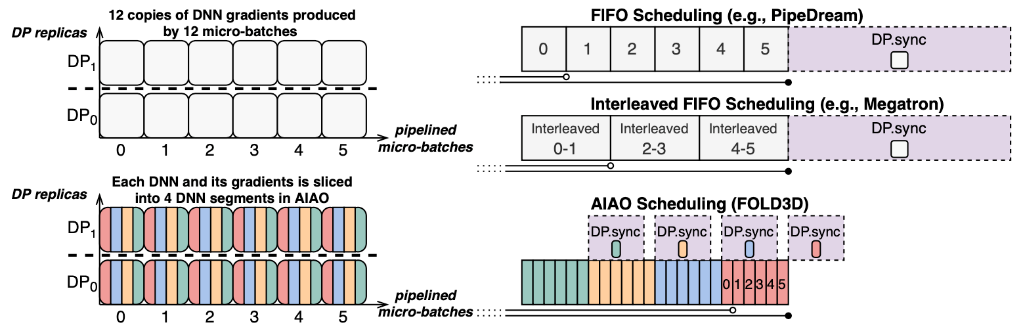 12 copies of DNN gradients produced
by 12 micro-batches
DP replicas
DP1
DP0
pipelined
micro-batches
0 1 2 3 4 5
Each DNN and its gradients is sliced
into 4 DNN segments in AIAO
DP replicas
DP1
DP0
pipelined
micro-batches
0 1 2 3 4 5
FIFO Scheduling (e.g., PipeDream)
0 1 2 3 4 5
DP.sync
Interleaved FIFO Scheduling (e.g., Megatron)
Interleaved
0-1
Interleaved
2-3
Interleaved
4-5
DP.sync
AIAO Scheduling (FOLD3D)
DP.sync DP.sync DP.sync DP.sync
0 1 2 3 4 5